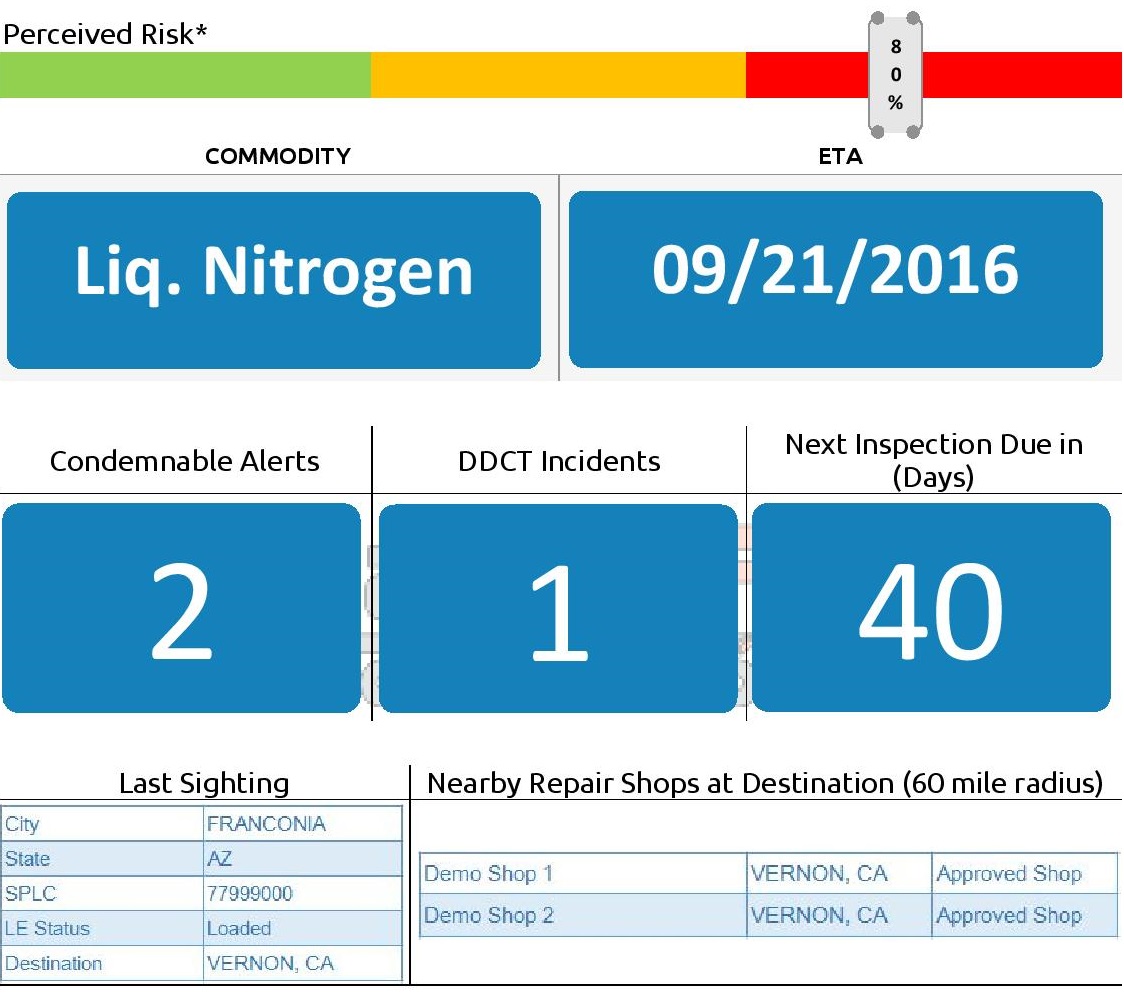 Perceived Risk*
8
0
%
COMMODITY
ETA
Liq. Nitrogen
09/21/2016
Condemnable Alerts
DDCT Incidents
Next Inspection Due in
(Days)
2
1
40
Last Sighting
Nearby Repair Shops at Destination (60 mile radius)
City FRANCONIA
State AZ
SPLC 77999000
LE Status Loaded
Destination VERNON, CA
Demo Shop 1 VERNON, CA Approved Shop
Demo Shop 2 VERNON, CA Approved Shop